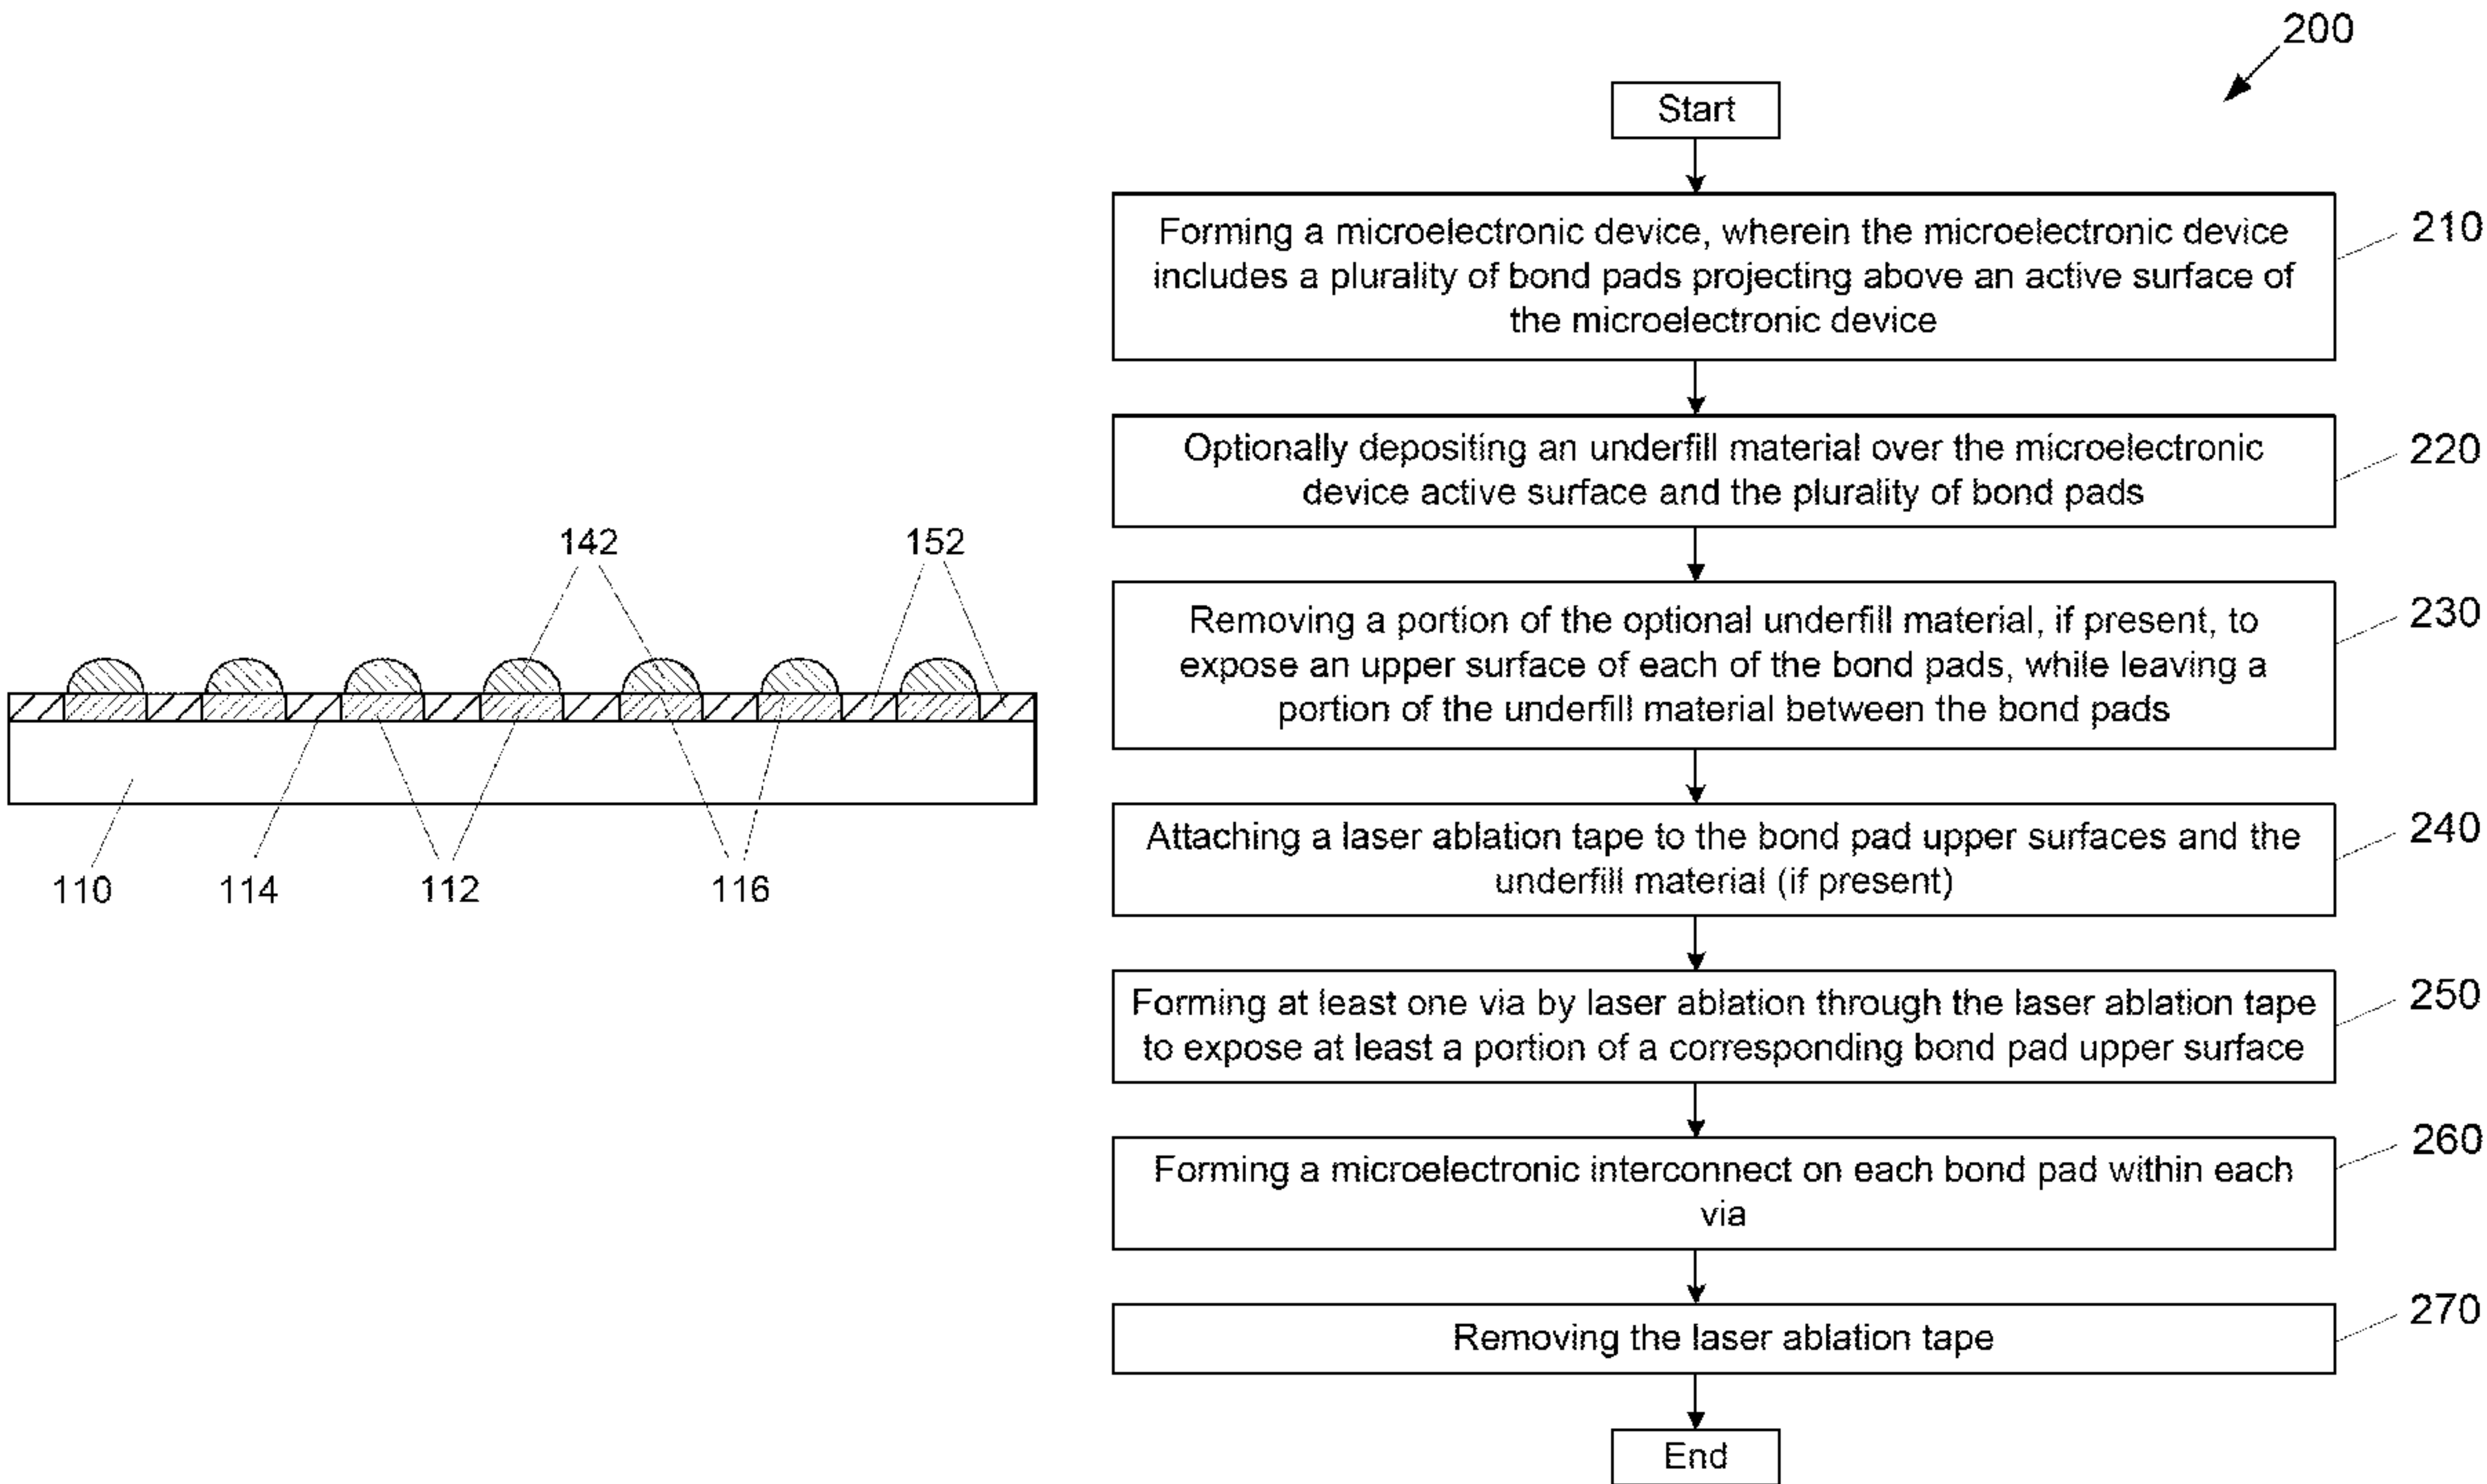 200
Start
Forming a microelectronic device, wherein the microelectronic device
includes a plurality of bond pads projecting above an active surface of
the microelectronic device
210
Optionally depositing an underfill material over the microelectronic
device active surface and the plurality of bond pads
220
Removing a portion of the optional underfill material, if present, to
expose an upper surface of each of the bond pads, while leaving a
portion of the underfill material between the bond pads
230
Attaching a laser ablation tape to the bond pad upper surfaces and the
underfill material (if present)
240
Forming at least one via by laser ablation through the laser ablation tape
to expose at least a portion of a corresponding bond pad upper surface
250
Forming a microelectronic interconnect on each bond pad within each
via
260
Removing the laser ablation tape
270
End
142 152
110 114 112 116